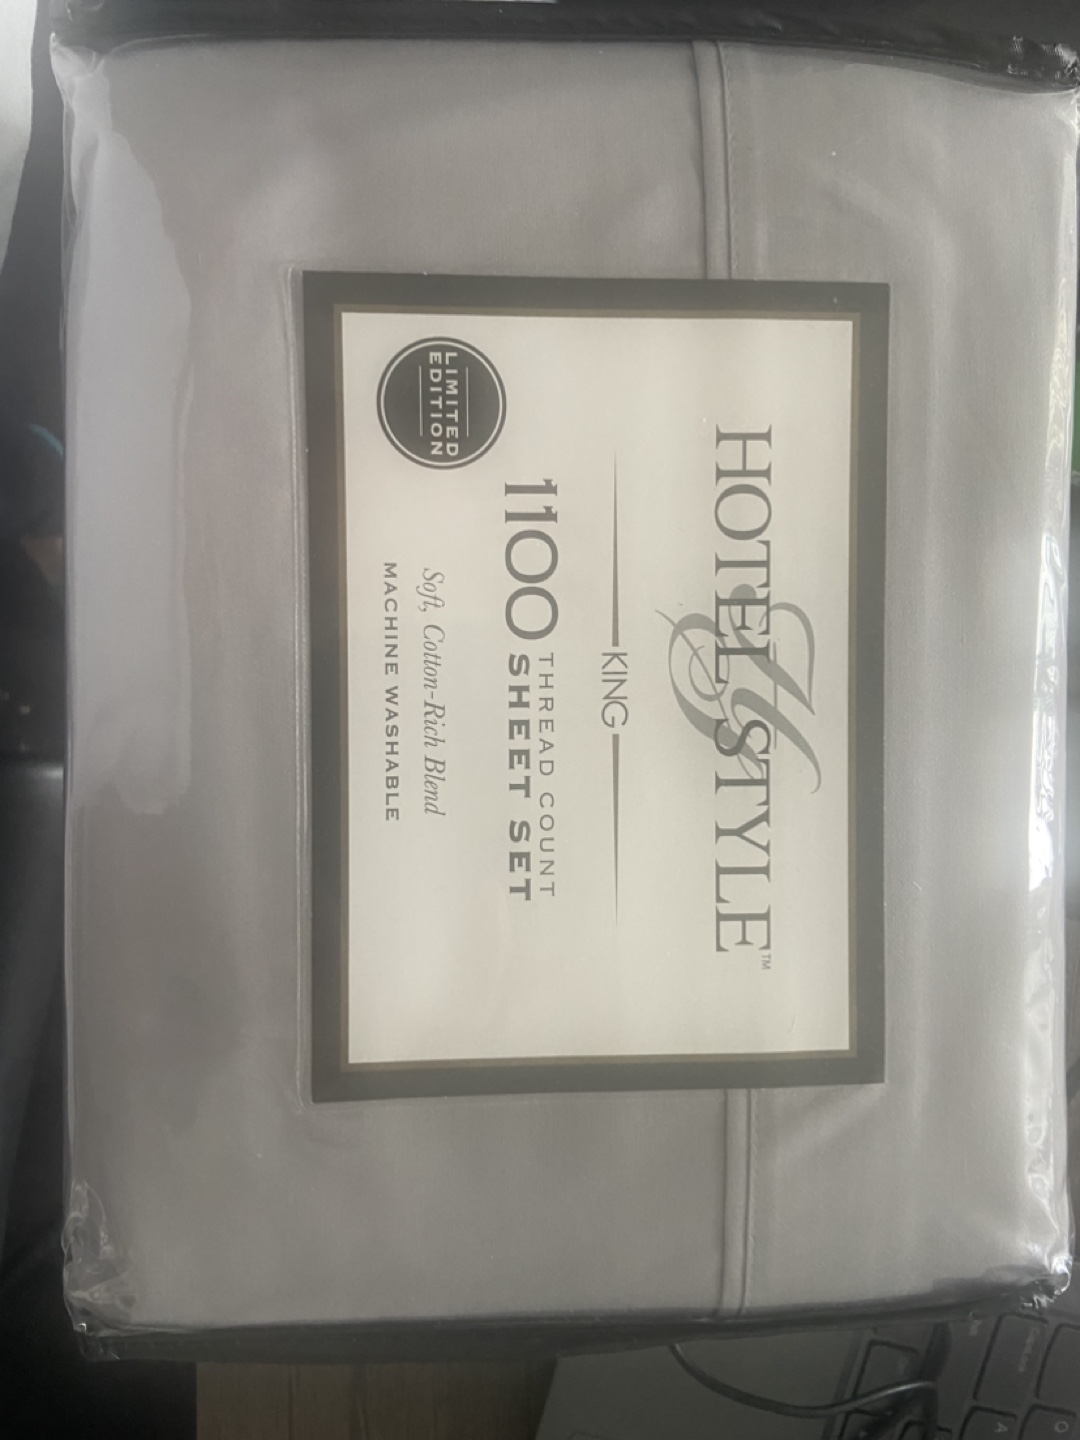 HOTEL STYLE™
KING
1100 THREAD COUNT
SHEET SET
Soft, Cotton-Rich Blend
MACHINE WASHABLE
LIMITED
EDITION